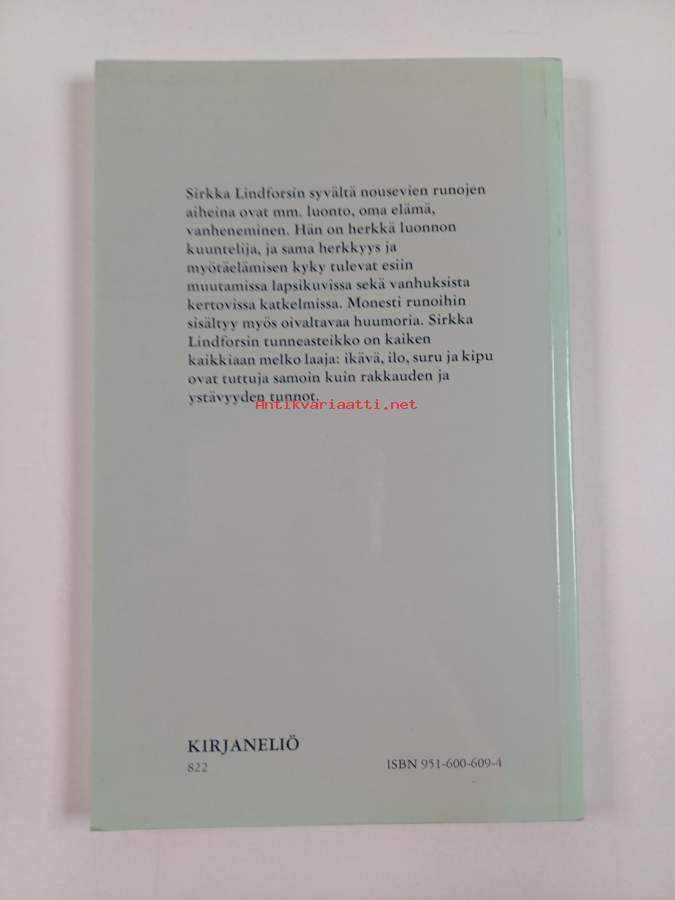 Sirkka Lindforsin syvältä nousevien runojen
aiheina ovat mm. luonto, oma elämä,
vanheneminen. Hän on herkkä luonnon
kuuntelija, ja sama herkkyys ja
myötäelämisen kyky tulevat esiin
muutamissa lapsikuvissa sekä vanhuksista
kertovissa katkelmissa. Monesti runoihin
sisältyy myös oivaltavaa huumoria. Sirkka
Lindforsin tunneasteikko on kaiken
kaikkiaan melko laaja: ikävä, ilo, suru ja kipu
ovat tuttuja samoin kuin rakkauden ja
ystävyyden tunnot.
Antikvariaatti.net
KIRJANELIÖ
822 ISBN 951-600-609-4